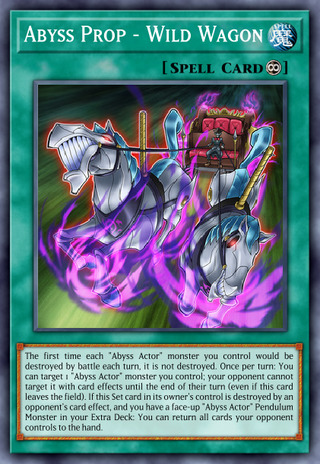 Abyss Prop - Wild Wagon 魔
[Spell Card]
The first time each "Abyss Actor" monster you control would be
destroyed by battle each turn, it is not destroyed. Once per turn: You
can target 1 "Abyss Actor" monster you control; your opponent cannot
target it with card effects until the end of their turn (even if this card
leaves the field). If this Set card in its owner's control is destroyed by an
opponent's card effect, and you have a face-up "Abyss Actor" Pendulum
Monster in your Extra Deck: You can return all cards your opponent
controls to the hand.